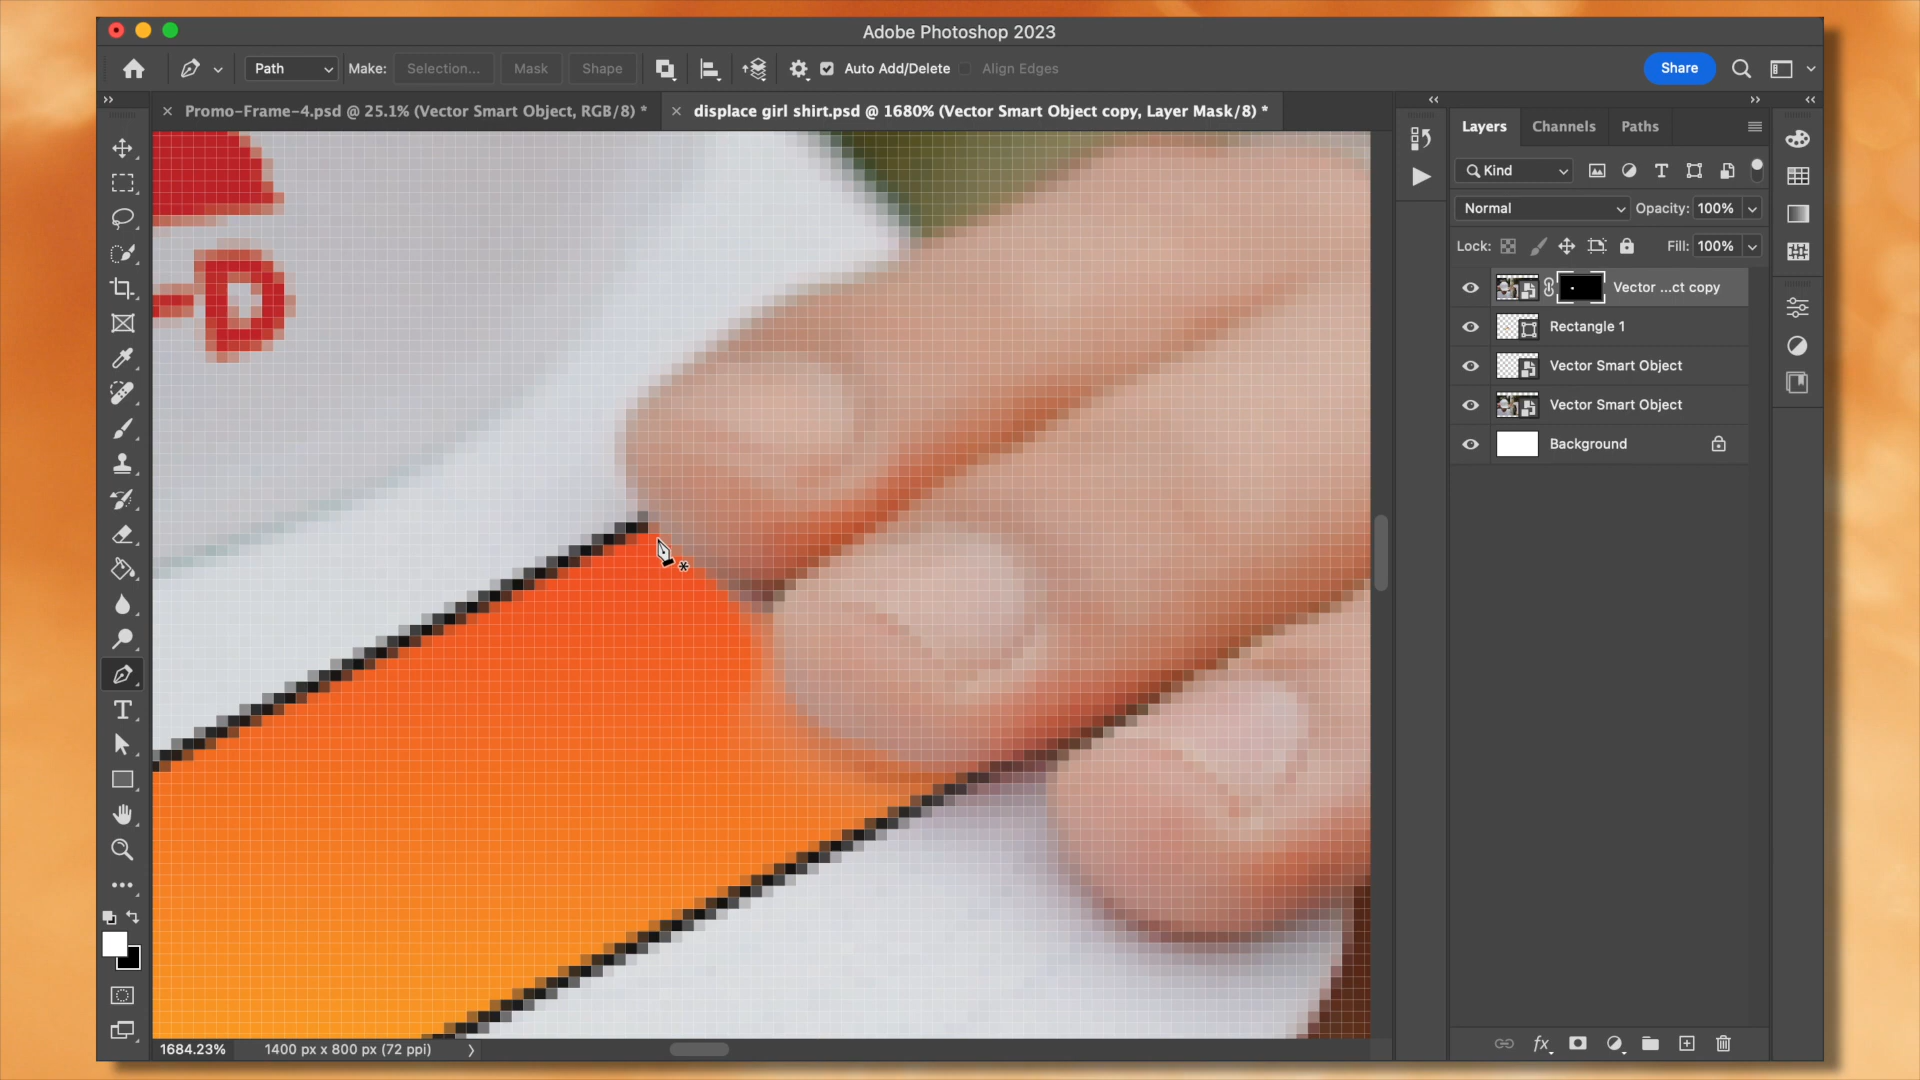 Adobe Photoshop 2023
Path Make: Selection... Mask Shape Auto Add/Delete Align Edges Share
Promo-Frame-4.psd @ 25.1% (Vector Smart Object, RGB/8) * displace girl shirt.psd @ 1680% (Vector Smart Object copy, Layer Mask/8) *
Layers Channels Paths
Kind
Normal Opacity: 100%
Lock: Fill: 100%
Vector ...ct copy
Rectangle 1
Vector Smart Object
Vector Smart Object
Background
1684.23% 1400 px x 800 px (72 ppi)